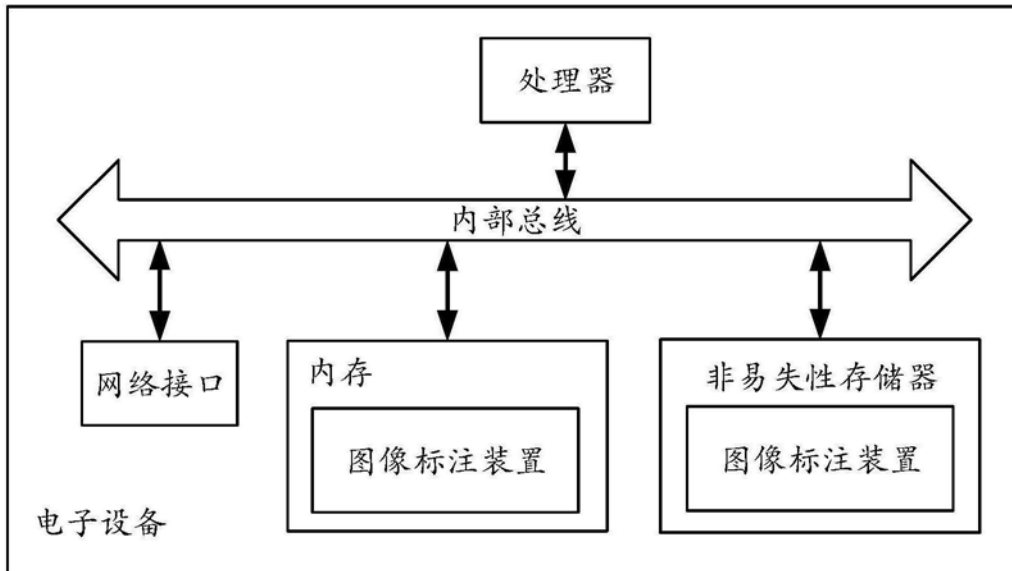 处理器
内部总线
网络接口
内存
图像标注装置
非易失性存储器
图像标注装置
电子设备